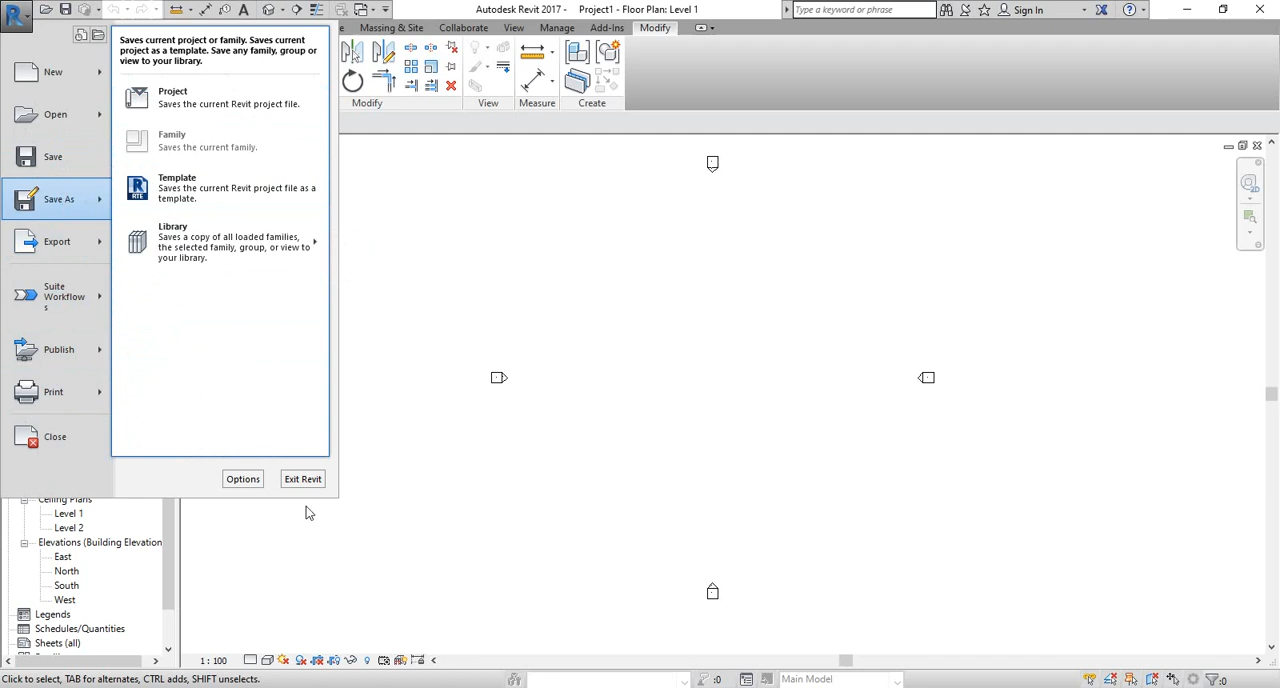 Autodesk Revit 2017 -     Project1 - Floor Plan: Level 1
Type a keyword or phrase
Sign In
Massing & Site
Collaborate
View
Manage
Add-Ins
Modify
Modify
View
Measure
Create
Saves current project or family. Saves current
project as a template. Save any family, group or
view to your library.
New
Open
Save
Save As
Export
Suite
Workflow
s
Publish
Print
Close
Project
Saves the current Revit project file.
Family
Saves the current family.
RTE
Template
Saves the current Revit project file as a
template.
Library
Saves a copy of all loaded families,
the selected family, group, or view to
your library.
Options
Exit Revit
2D
Ceiling Plans
Level 1
Level 2
Elevations (Building Elevation
East
North
South
West
Legends
Schedules/Quantities
Sheets (all)
1 : 100
Click to select, TAB for alternates, CTRL adds, SHIFT unselects.
:0
Main Model
:0